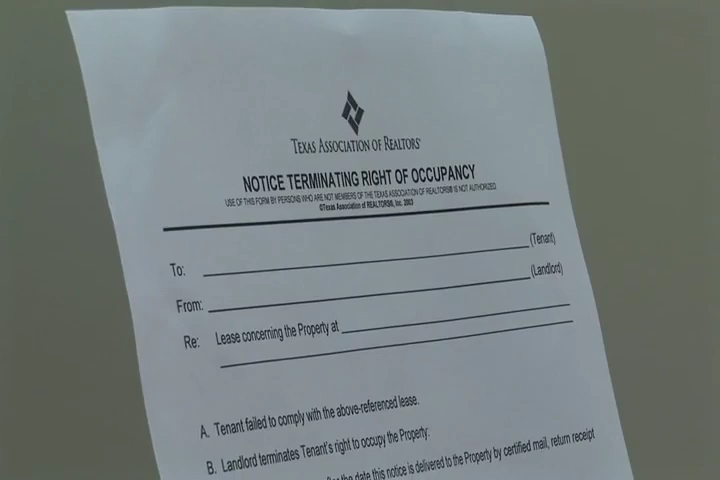 TEXAS ASSOCIATION OF REALTORS®
NOTICE TERMINATING RIGHT OF OCCUPANCY
USE OF THIS FORM BY PERSONS WHO ARE NOT MEMBERS OF THE TEXAS ASSOCIATION OF REALTORS® IS NOT AUTHORIZED.
©Texas Association of REALTORS®, Inc. 2003
To: (Tenant)
From: (Landlord)
Re: Lease concerning the Property at
A. Tenant failed to comply with the above-referenced lease.
B. Landlord terminates Tenant's right to occupy the Property:
after the date this notice is delivered to the Property by certified mail, return receipt